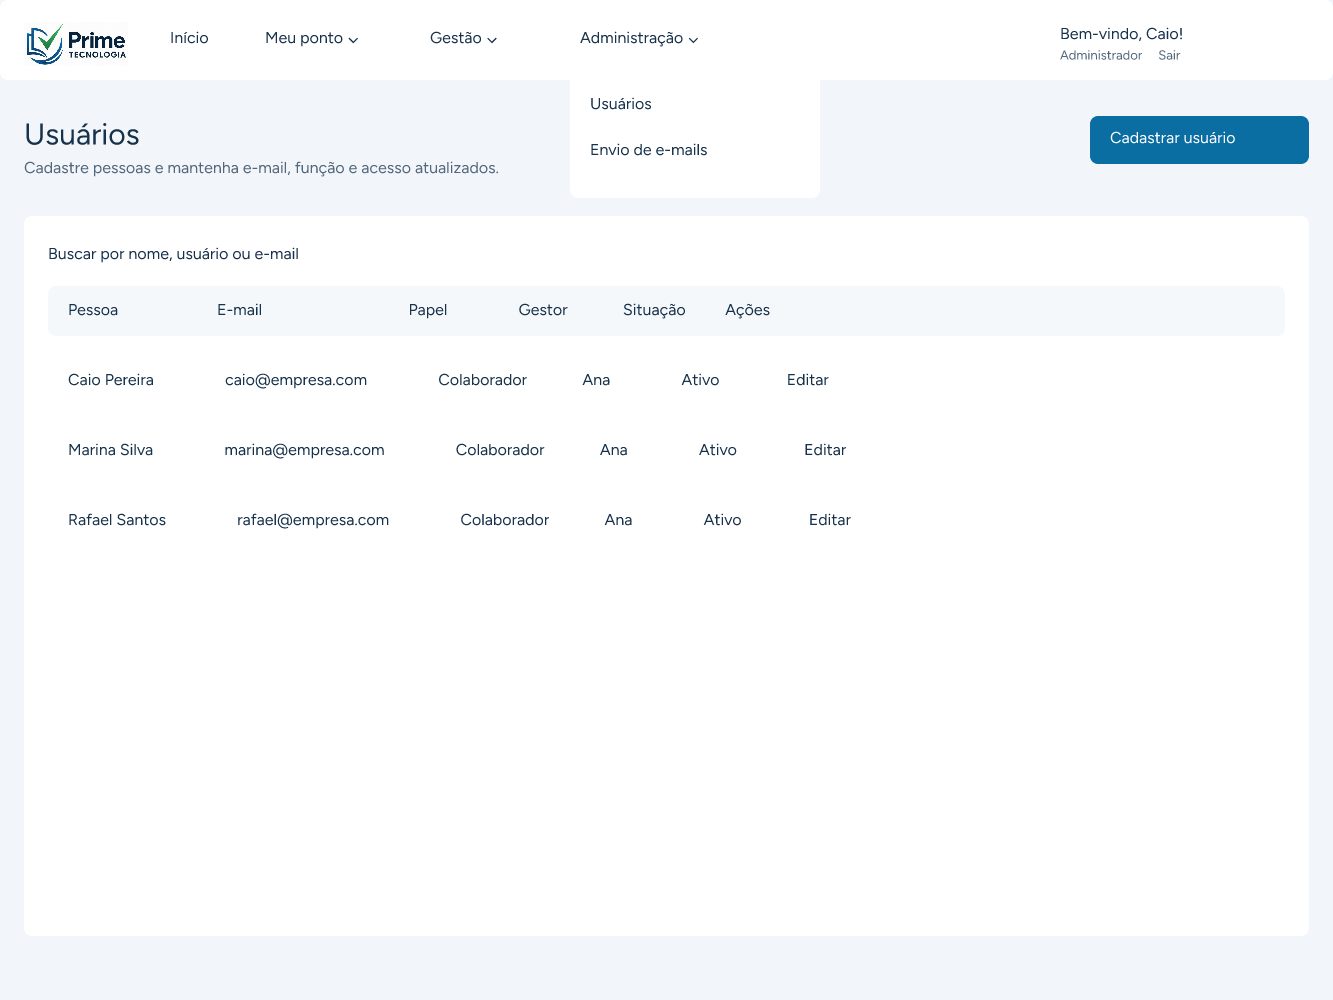 Prime
TECNOLOGIA
Início Meu ponto Gestão Administração
Bem-vindo, Caio!
Administrador Sair
Usuários
Envio de e-mails
Usuários
Cadastre pessoas e mantenha e-mail, função e acesso atualizados.
Cadastrar usuário
Buscar por nome, usuário ou e-mail
Pessoa E-mail Papel Gestor Situação Ações
Caio Pereira caio@empresa.com Colaborador Ana Ativo Editar
Marina Silva marina@empresa.com Colaborador Ana Ativo Editar
Rafael Santos rafael@empresa.com Colaborador Ana Ativo Editar